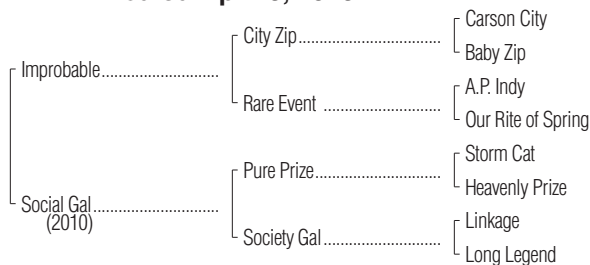 Carson City
City Zip
Baby Zip
Improbable
A.P. Indy
Rare Event
Our Rite of Spring
Storm Cat
Pure Prize
Heavenly Prize
Social Gal
(2010)
Linkage
Society Gal
Long Legend